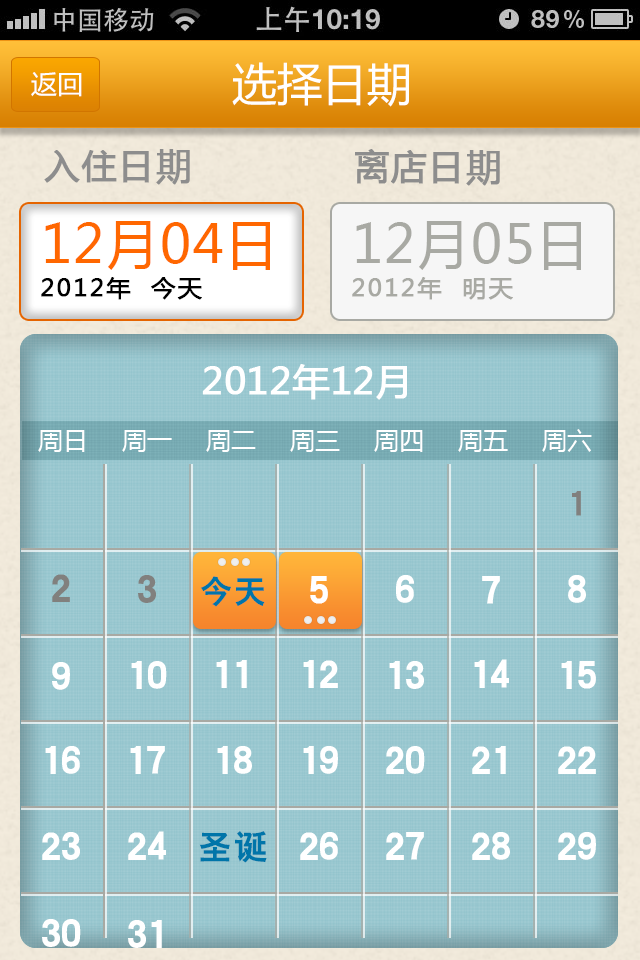 中国移动 上午10:19 89%
返回 选择日期
入住日期 离店日期
12月04日 12月05日
2012年 今天 2012年 明天
2012年12月
周日 周一 周二 周三 周四 周五 周六
1
2 3 今天 5 6 7 8
9 10 11 12 13 14 15
16 17 18 19 20 21 22
23 24 圣诞 26 27 28 29
30 31